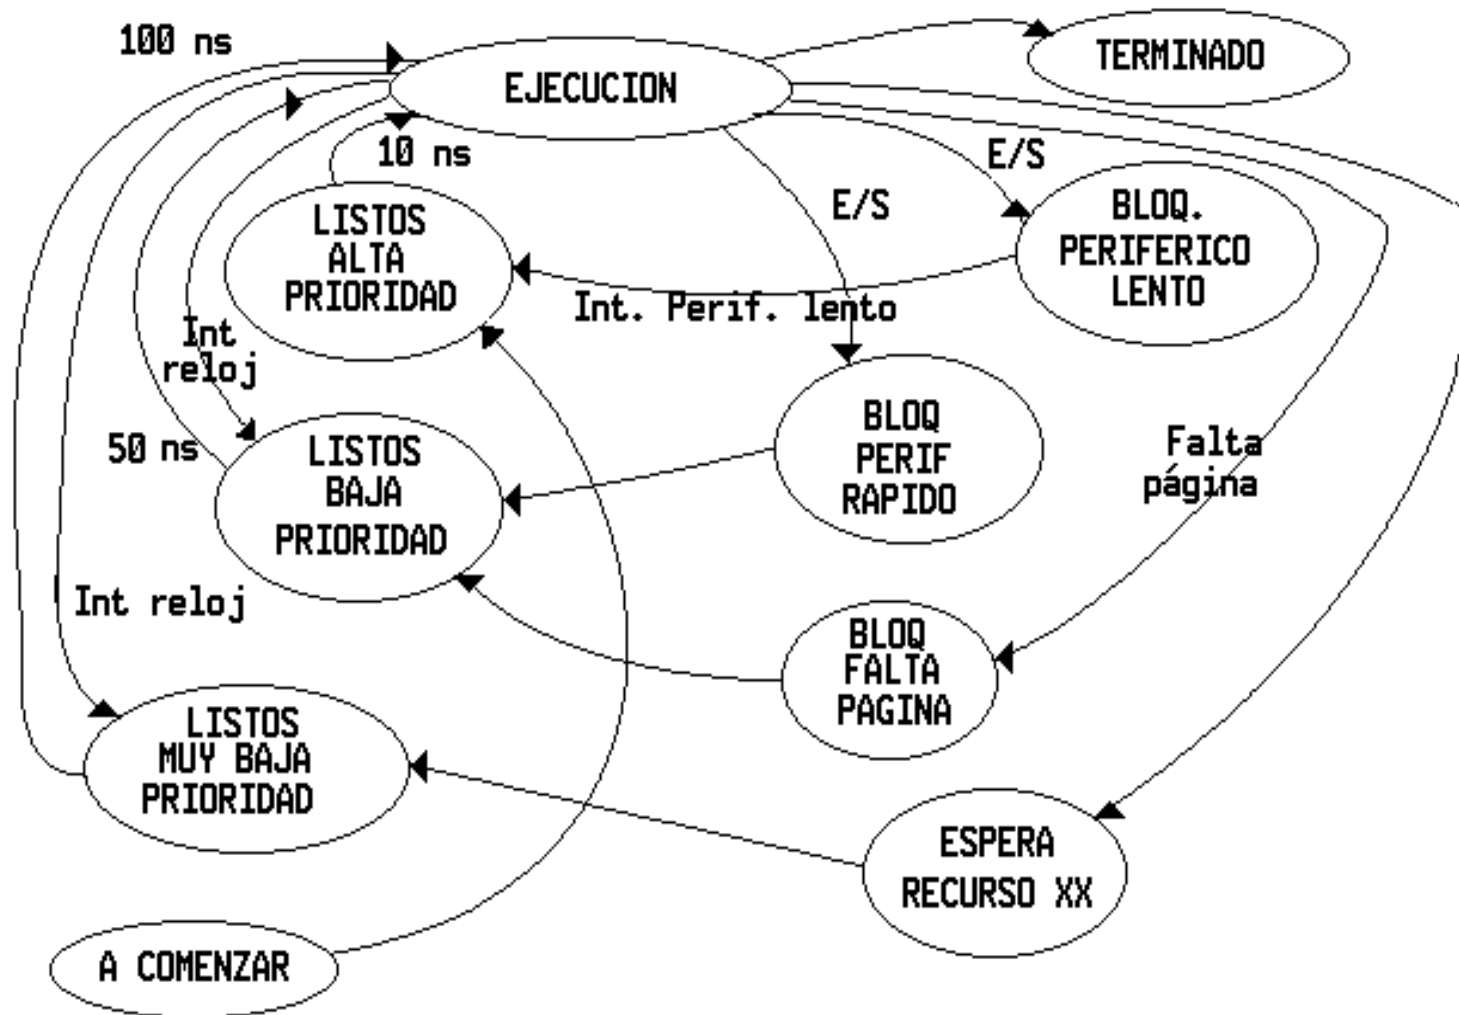 100 ns
EJECUCION
TERMINADO
10 ns
E/S
E/S
LISTOS
ALTA
PRIORIDAD
BLOQ.
PERIFERICO
LENTO
Int. Perif. lento
Int
reloj
BLOQ
PERIF
RAPIDO
50 ns
LISTOS
BAJA
PRIORIDAD
Falta
página
Int reloj
BLOQ
FALTA
PAGINA
LISTOS
MUY BAJA
PRIORIDAD
ESPERA
RECURSO XX
A COMENZAR